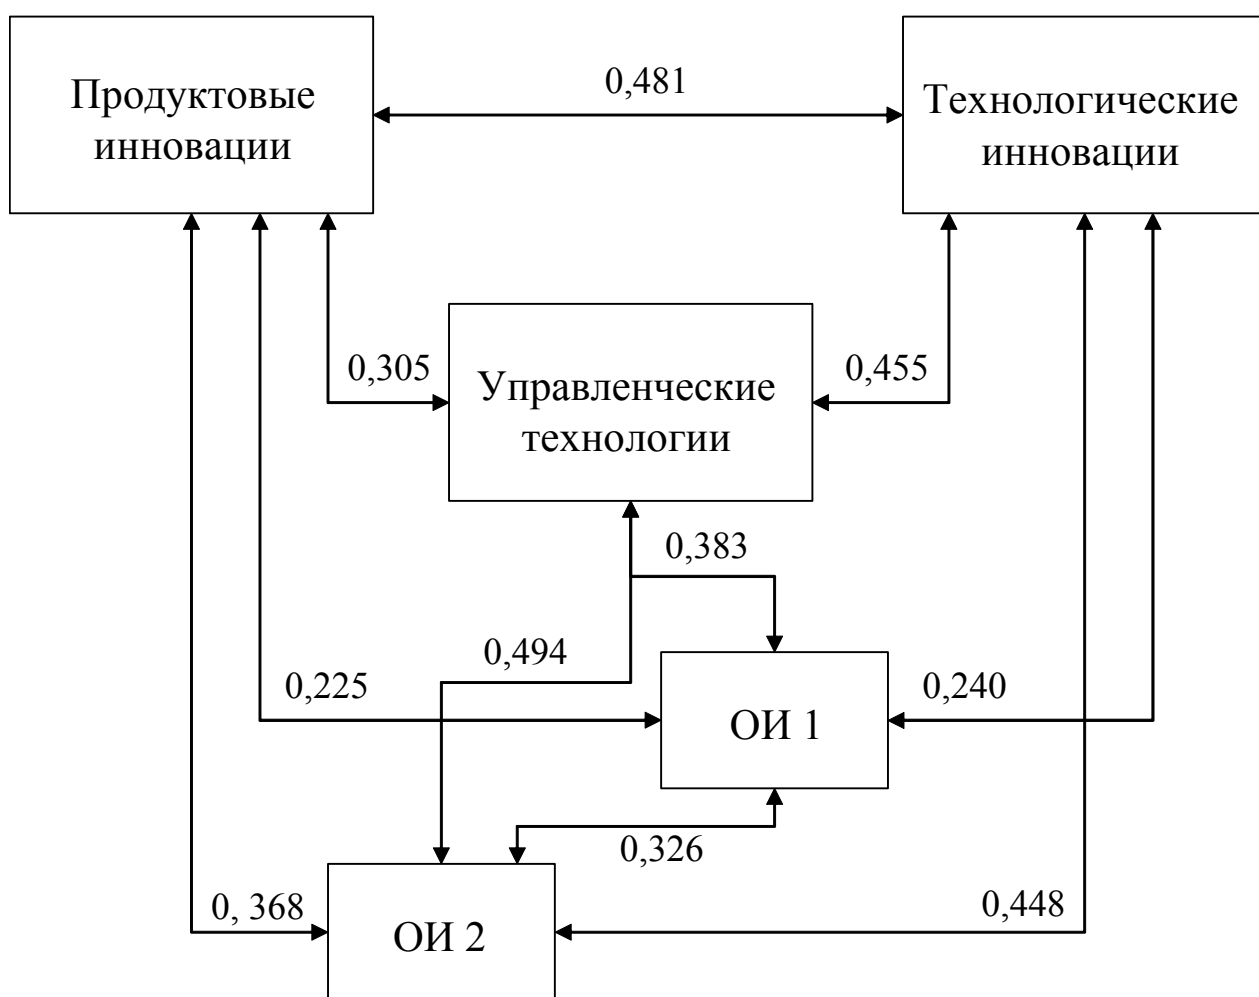 0,481
Продуктовые
инновации
Технологические
инновации
0,305
0,455
Управленческие
технологии
0,383
0,494
0,225
0,240
ОИ 1
0,326
0, 368
0,448
ОИ 2